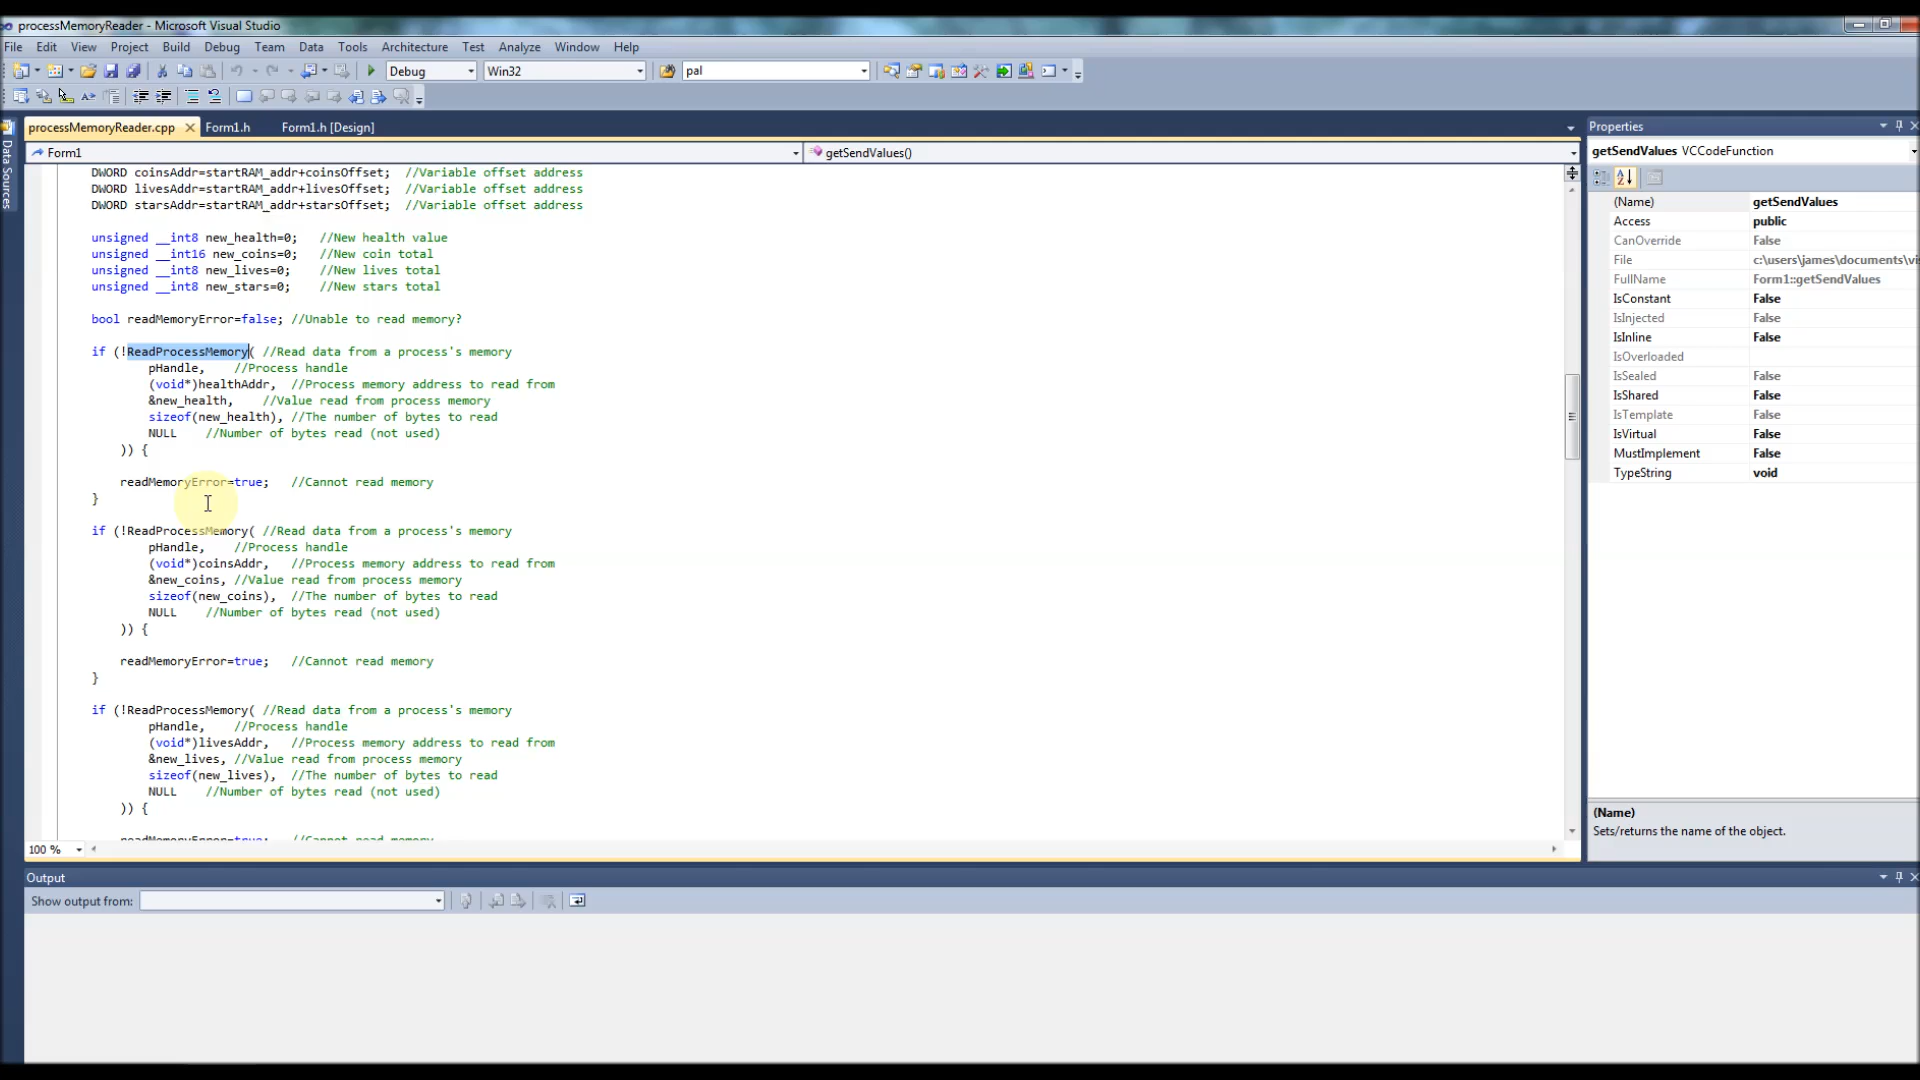 processMemoryReader - Microsoft Visual Studio
File Edit View Project Build Debug Team Data Tools Architecture Test Analyze Window Help
Debug Win32 pal
processMemoryReader.cpp Form1.h Form1.h [Design]
Form1 getSendValues()
Data Sources
DWORD coinsAddr=startRAM_addr+coinsOffset; //Variable offset address
DWORD livesAddr=startRAM_addr+livesOffset; //Variable offset address
DWORD starsAddr=startRAM_addr+starsOffset; //Variable offset address
unsigned __int8 new_health=0; //New health value
unsigned __int16 new_coins=0; //New coin total
unsigned __int8 new_lives=0; //New lives total
unsigned __int8 new_stars=0; //New stars total
bool readMemoryError=false; //Unable to read memory?
if (!ReadProcessMemory( //Read data from a process's memory
pHandle, //Process handle
(void*)healthAddr, //Process memory address to read from
&new_health, //Value read from process memory
sizeof(new_health), //The number of bytes to read
NULL //Number of bytes read (not used)
)) {
readMemoryError=true; //Cannot read memory
}
if (!ReadProcessMemory( //Read data from a process's memory
pHandle, //Process handle
(void*)coinsAddr, //Process memory address to read from
&new_coins, //Value read from process memory
sizeof(new_coins), //The number of bytes to read
NULL //Number of bytes read (not used)
)) {
readMemoryError=true; //Cannot read memory
}
if (!ReadProcessMemory( //Read data from a process's memory
pHandle, //Process handle
(void*)livesAddr, //Process memory address to read from
&new_lives, //Value read from process memory
sizeof(new_lives), //The number of bytes to read
NULL //Number of bytes read (not used)
)) {
readMemoryError=true; //Cannot read memory
100 %
Output
Show output from:
Properties
getSendValues VCCodeFunction
(Name) getSendValues
Access public
CanOverride False
File c:\users\james\documents\vi
FullName Form1::getSendValues
IsConstant False
IsInjected False
IsInline False
IsOverloaded
IsSealed False
IsShared False
IsTemplate False
IsVirtual False
MustImplement False
TypeString void
(Name)
Sets/returns the name of the object.